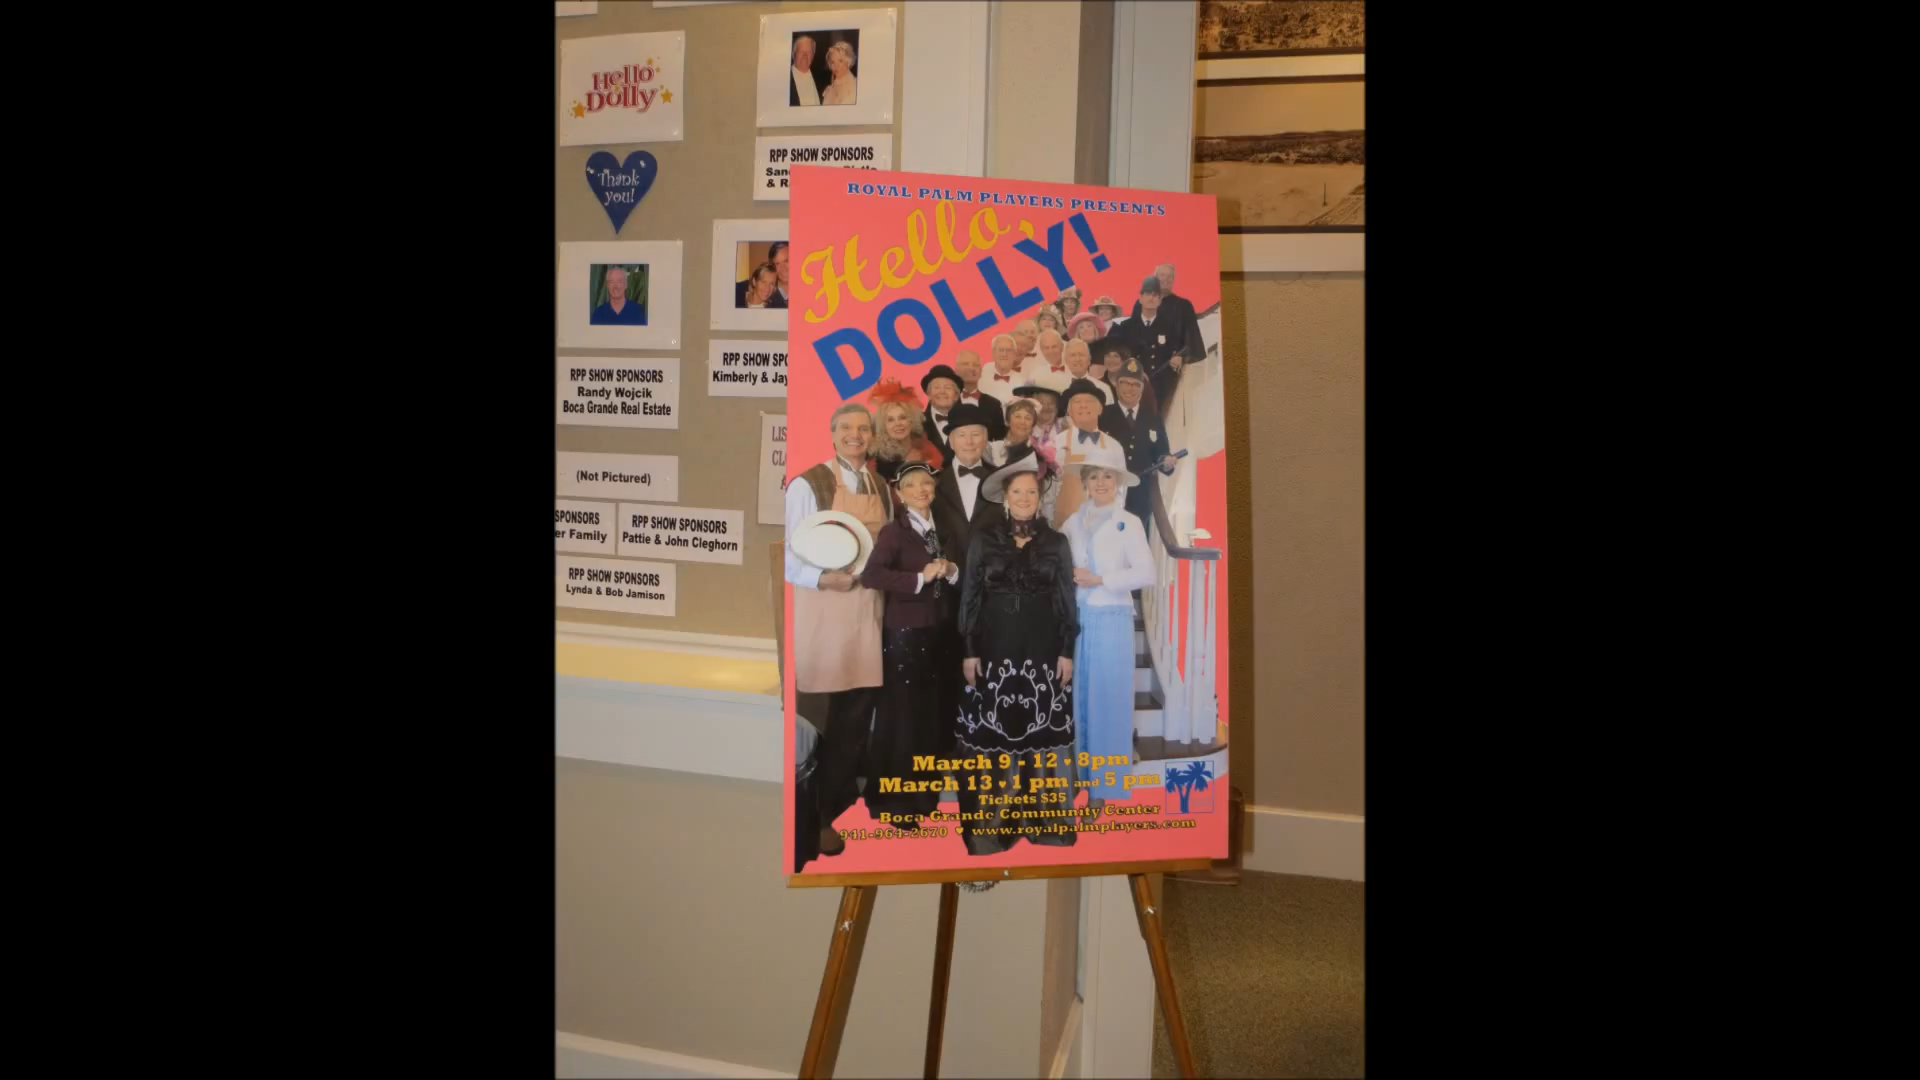 Hello
Dolly
Thank
you!
RPP SHOW SPONSORS
& R
RPP SHOW SPONSORS
Randy Wojcik
Boca Grande Real Estate
RPP SHOW SPO
Kimberly & Jay
LIS
CL
(Not Pictured)
SPONSORS
er Family
RPP SHOW SPONSORS
Pattie & John Cleghorn
RPP SHOW SPONSORS
Lynda & Bob Jamison
ROYAL PALM PLAYERS PRESENTS
Hello,
DOLLY!
March 9 - 12 ♥ 8pm
March 13 ♥ 1 pm and 5 pm
Tickets $35
Boca Grande Community Center
941-964-2670 ♥ www.royalpalmplayers.com